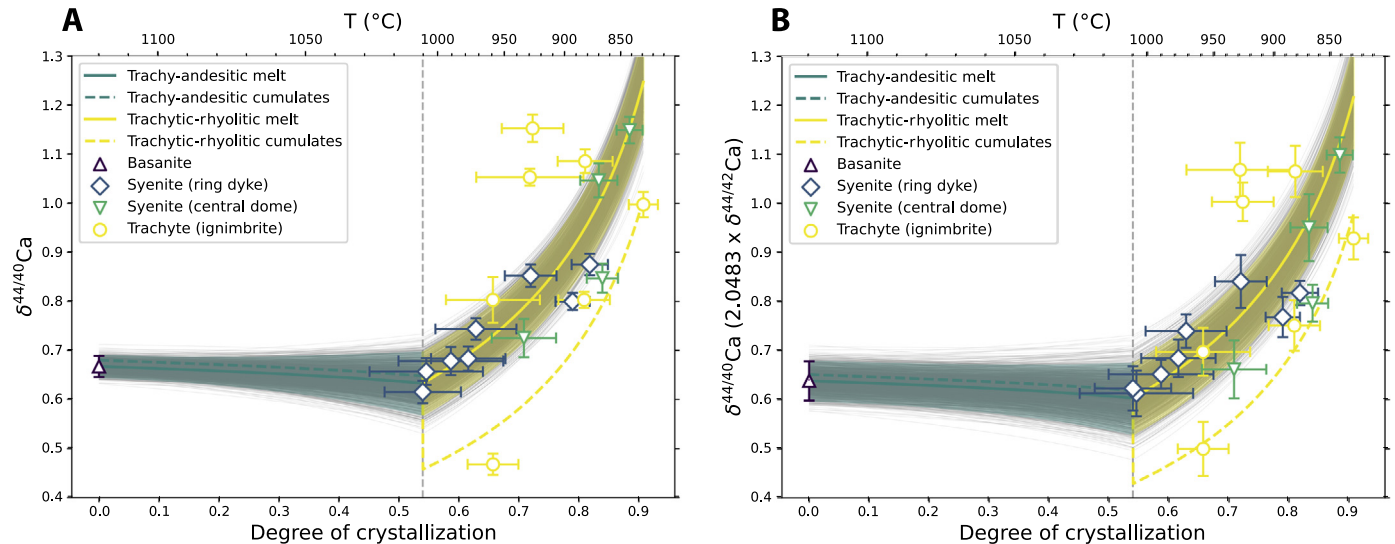 A
T (°C)
1100 1050 1000 950 900 850
1.3
1.2
1.1
1.0
0.9
0.8
0.7
0.6
0.5
0.4
δ44/40Ca
Trachy-andesitic melt
Trachy-andesitic cumulates
Trachytic-rhyolitic melt
Trachytic-rhyolitic cumulates
Basanite
Syenite (ring dyke)
Syenite (central dome)
Trachyte (ignimbrite)
0.0 0.1 0.2 0.3 0.4 0.5 0.6 0.7 0.8 0.9
Degree of crystallization
B
T (°C)
1100 1050 1000 950 900 850
1.3
1.2
1.1
1.0
0.9
0.8
0.7
0.6
0.5
0.4
δ44/40Ca (2.0483 x δ44/42Ca)
Trachy-andesitic melt
Trachy-andesitic cumulates
Trachytic-rhyolitic melt
Trachytic-rhyolitic cumulates
Basanite
Syenite (ring dyke)
Syenite (central dome)
Trachyte (ignimbrite)
0.0 0.1 0.2 0.3 0.4 0.5 0.6 0.7 0.8 0.9
Degree of crystallization